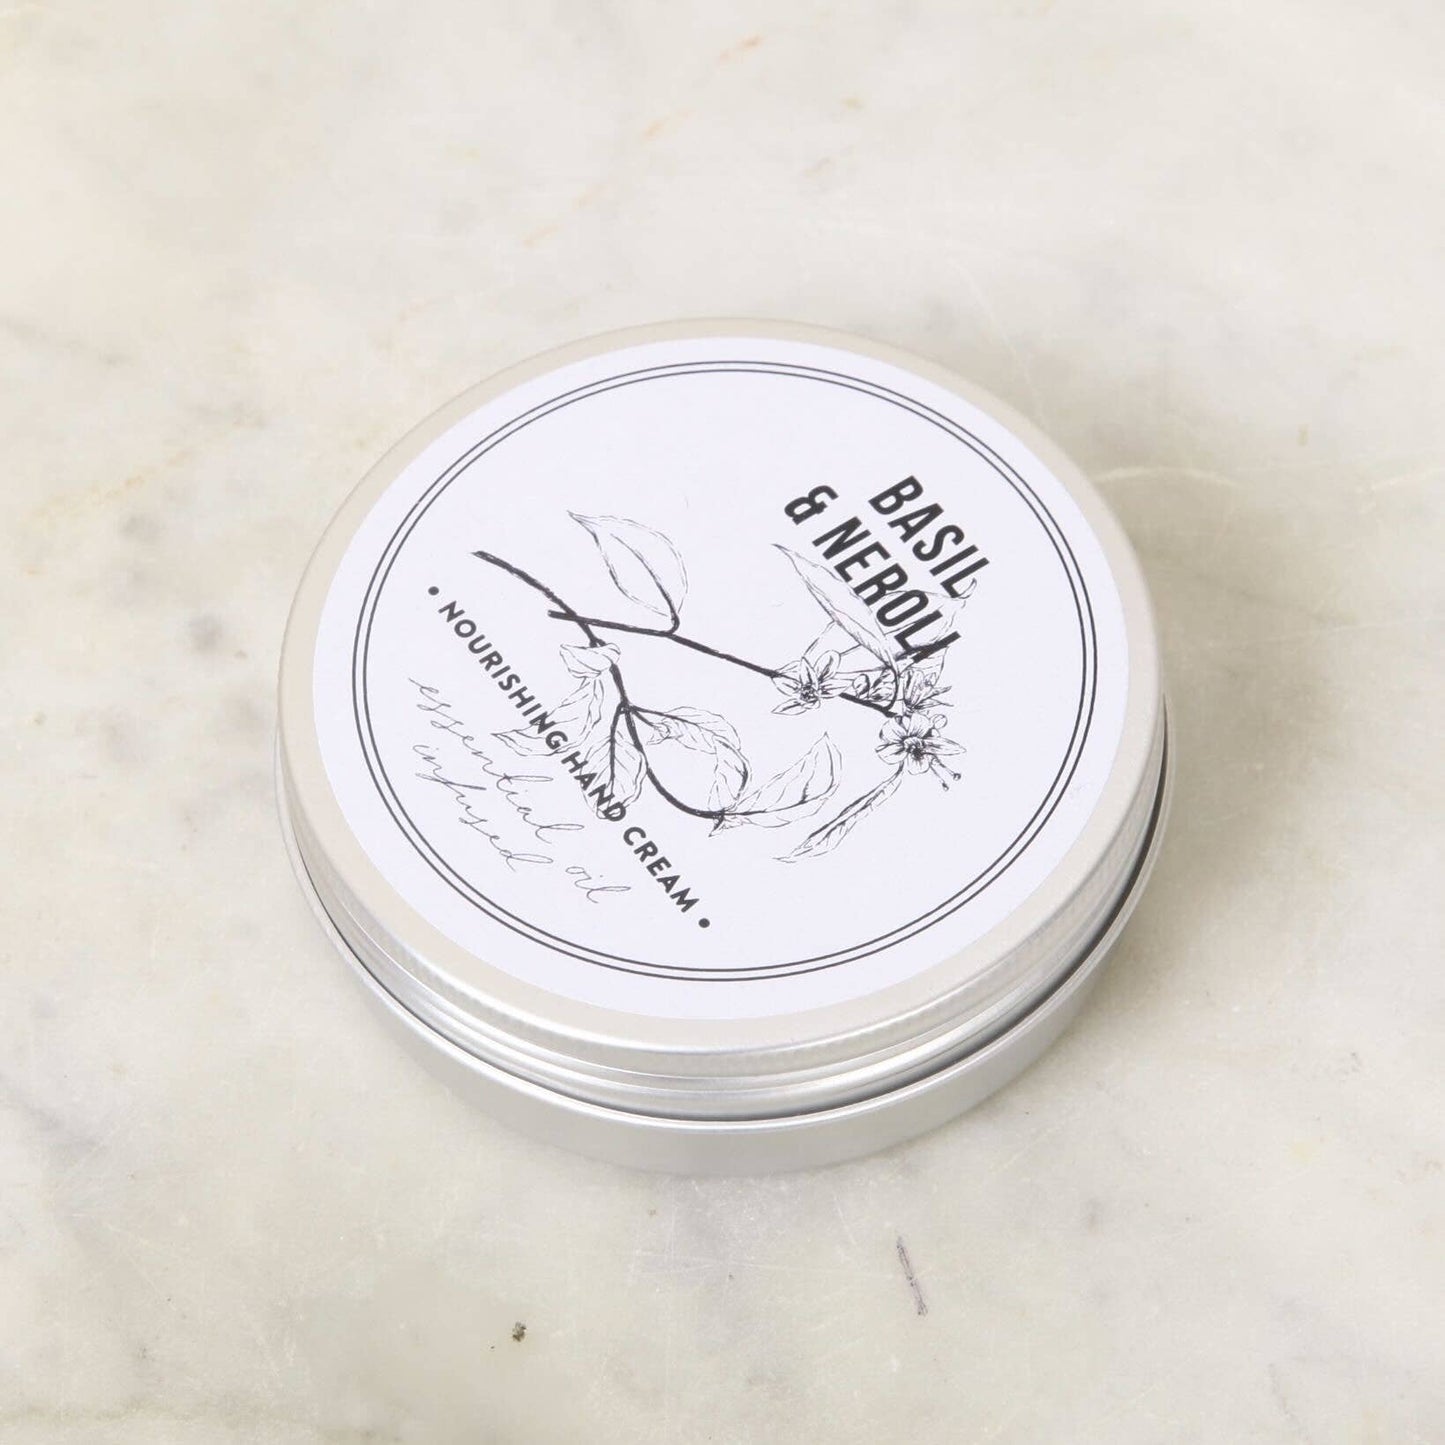 BASIL
& NEROLI
• NOURISHING HAND CREAM •
essential oil
infused